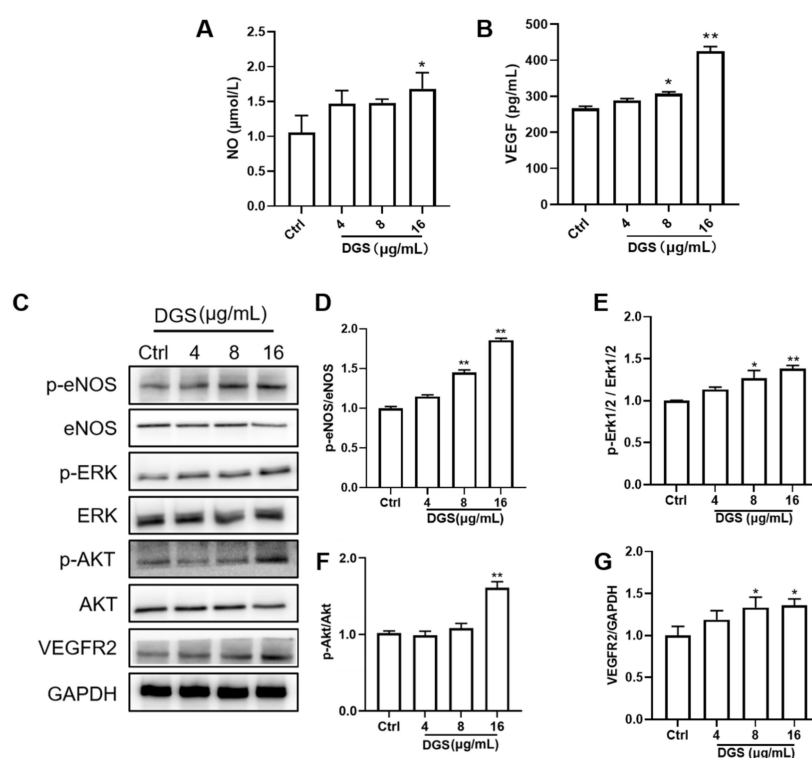 A
NO (μmol/L)
2.5
2.0
1.5
1.0
0.5
0.0
*
Ctrl
4
8
16
DGS (μg/mL)
B
VEGF (pg/mL)
500
400
300
200
100
0
*
**
Ctrl
4
8
16
DGS (μg/mL)
C
DGS(μg/mL)
Ctrl 4 8 16
p-eNOS
eNOS
p-ERK
ERK
p-AKT
AKT
VEGFR2
GAPDH
D
p-eNOS/eNOS
2.0
1.5
1.0
0.5
0.0
**
**
Ctrl 4 8 16
DGS(μg/mL)
E
p-Erk1/2 / Erk1/2
2.0
1.5
1.0
0.5
0.0
*
**
Ctrl 4 8 16
DGS (μg/mL)
F
p-Akt/Akt
2.0
1.0
0.0
**
Ctrl 4 8 16
DGS(μg/mL)
G
VEGFR2/GAPDH
2.0
1.5
1.0
0.5
0.0
*
*
Ctrl 4 8 16
DGS(μg/mL)